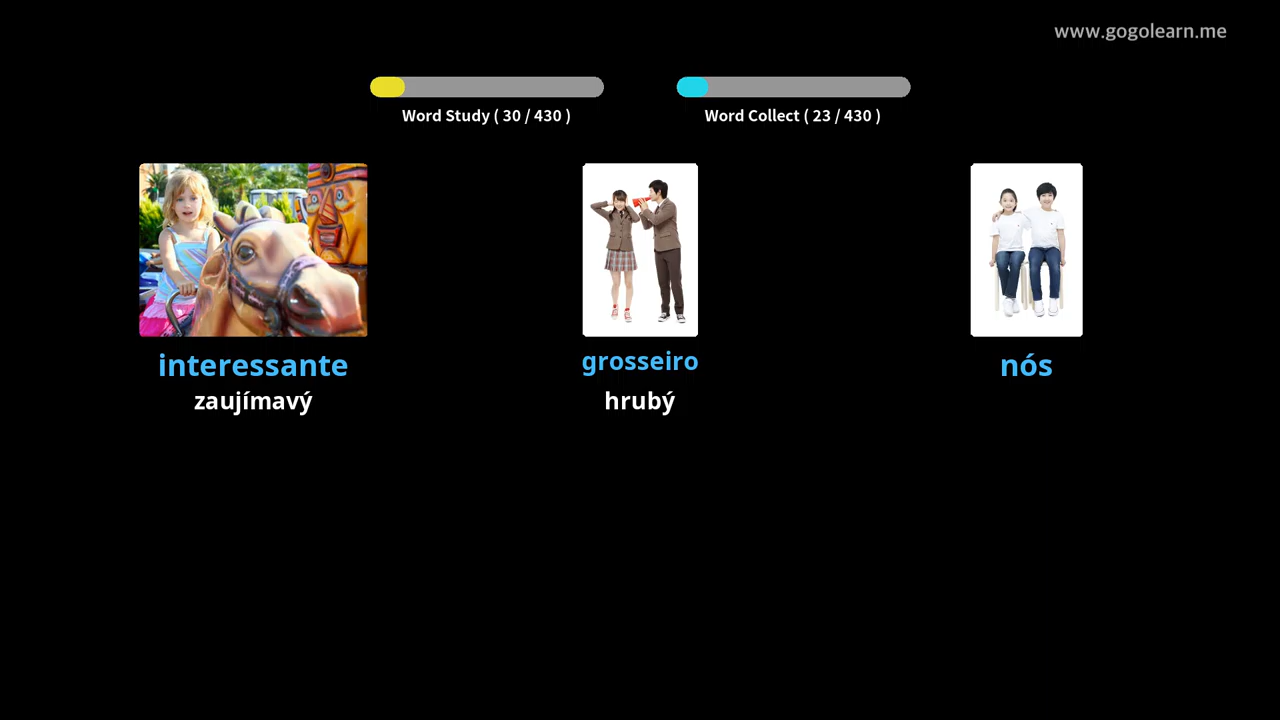 www.gogolearn.me
Word Study ( 30 / 430 )
Word Collect ( 23 / 430 )
interessante
zaujímavý
grosseiro
hrubý
nós